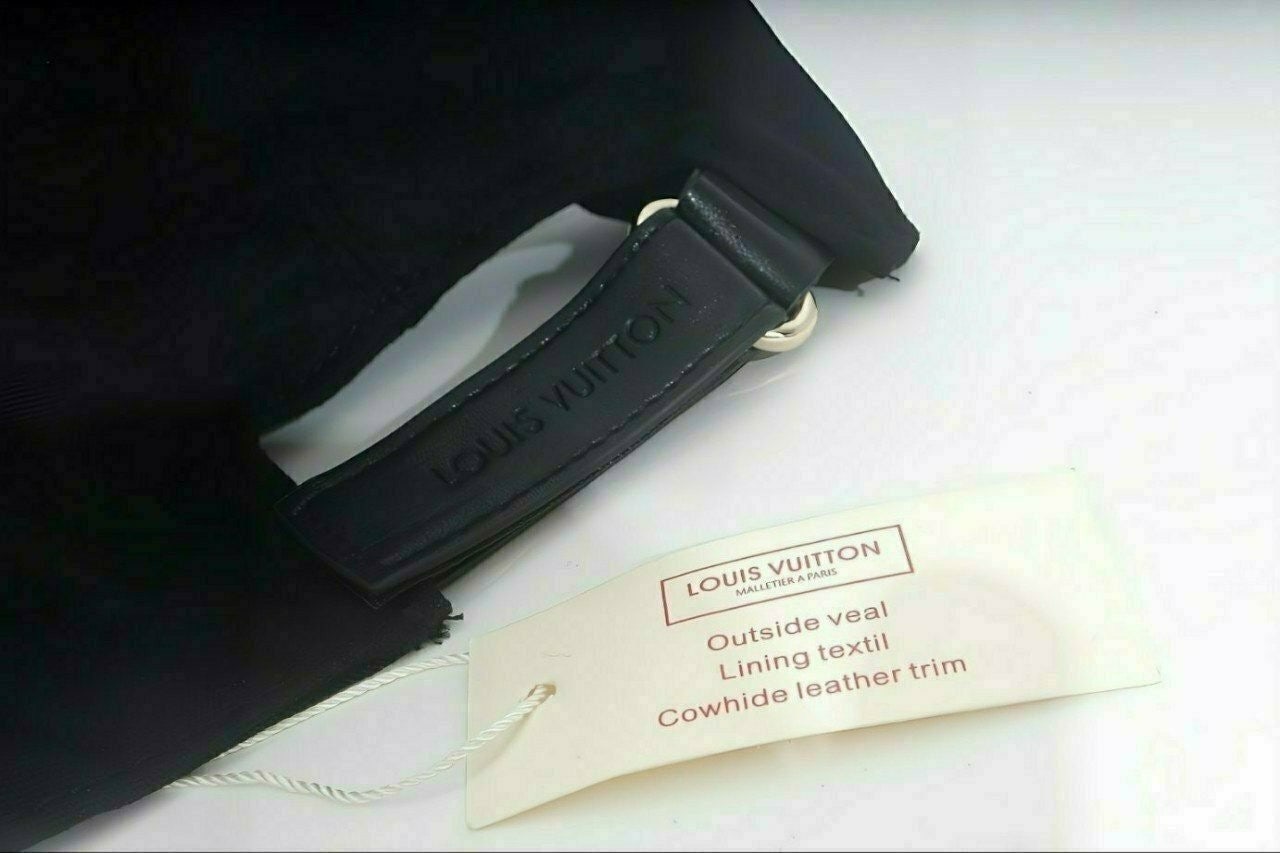 LOUIS VUITTON
LOUIS VUITTON
MALLETIER A PARIS
Outside veal
Lining textil
Cowhide leather trim